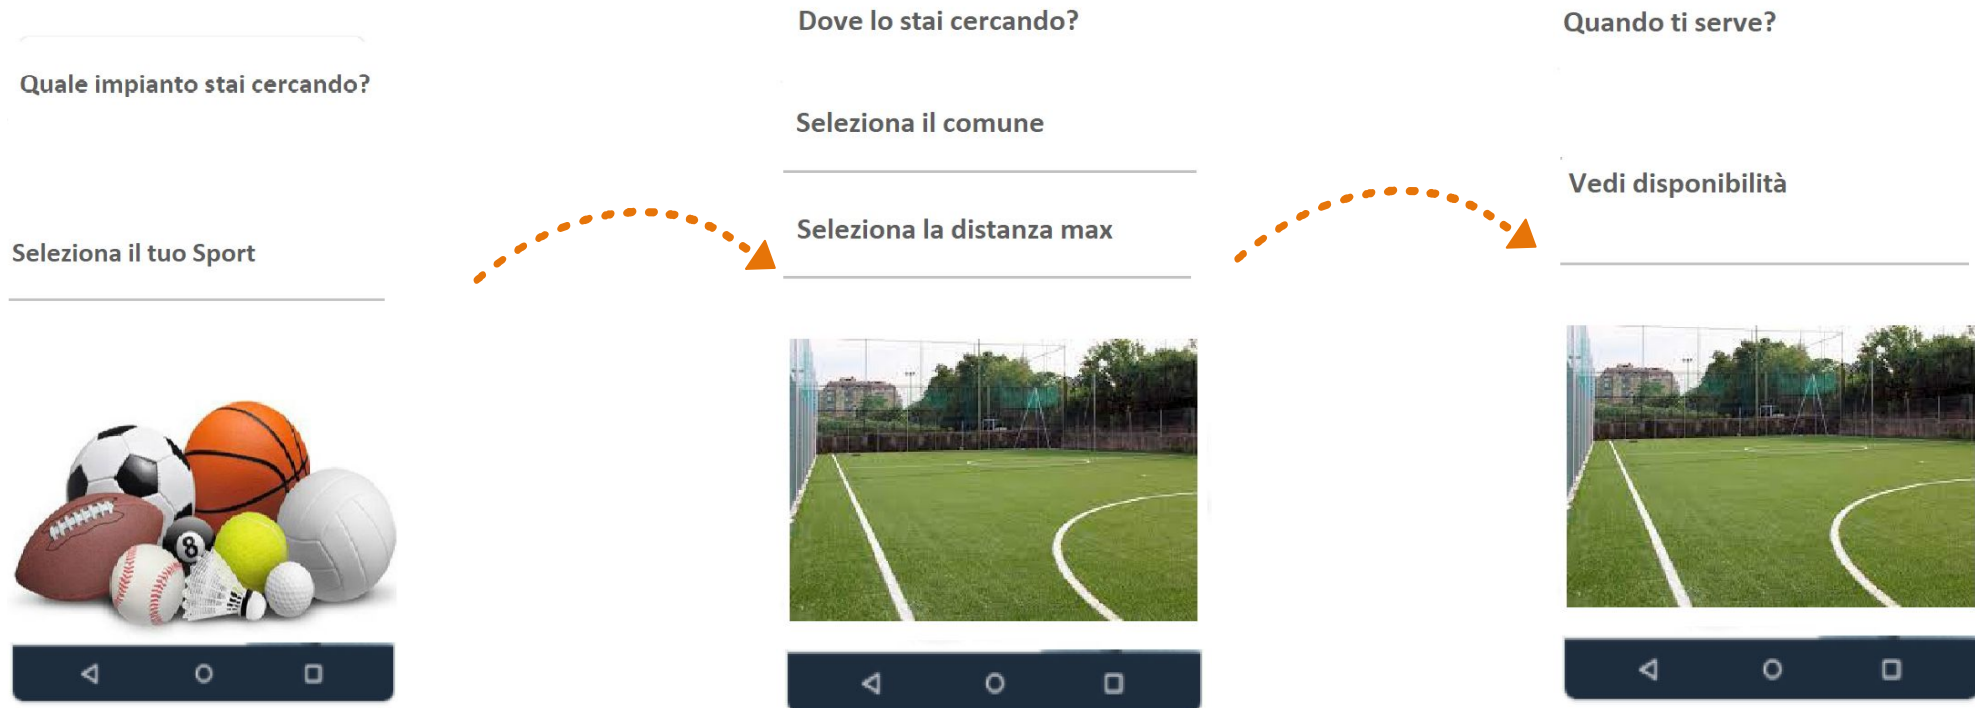 Quale impianto stai cercando?
Seleziona il tuo Sport
8
Dove lo stai cercando?
Seleziona il comune
Seleziona la distanza max
Quando ti serve?
Vedi disponibilità